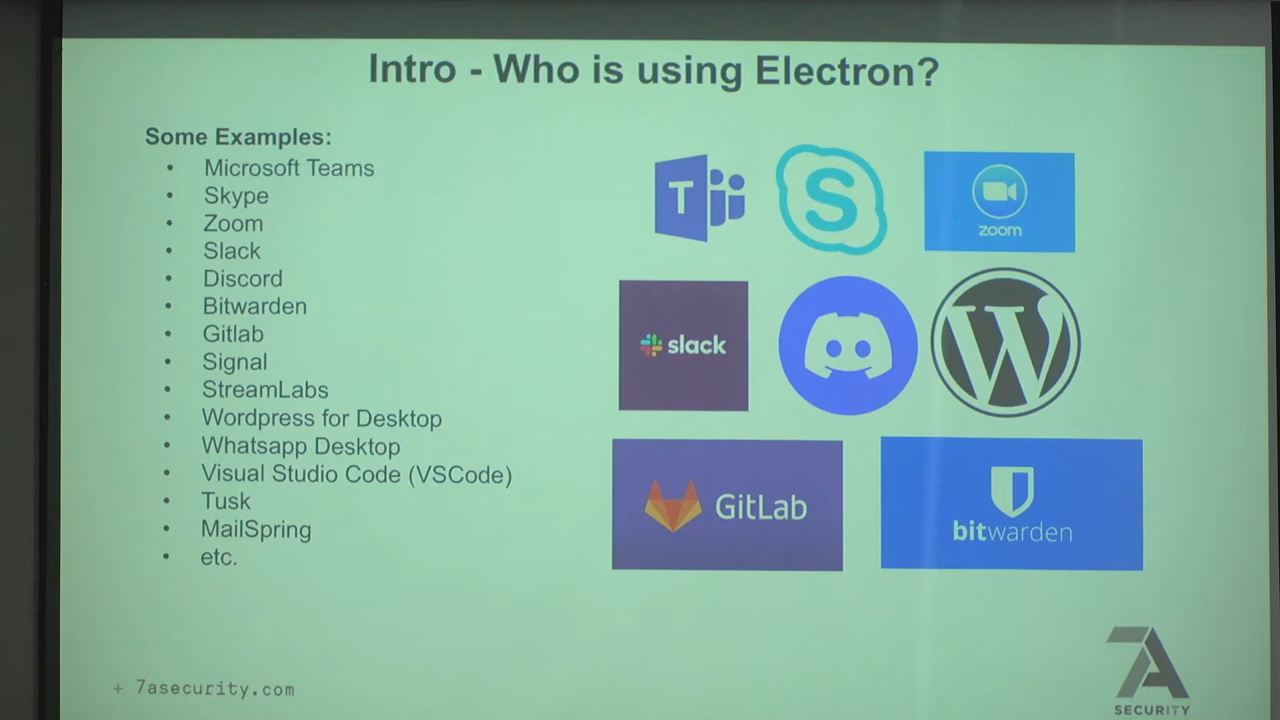 Intro - Who is using Electron?
Some Examples:
• Microsoft Teams
• Skype
• Zoom
• Slack
• Discord
• Bitwarden
• Gitlab
• Signal
• StreamLabs
• Wordpress for Desktop
• Whatsapp Desktop
• Visual Studio Code (VSCode)
• Tusk
• MailSpring
• etc.
T
S
zoom
slack
W
GitLab
bitwarden
+ 7asecurity.com
7A
SECURITY